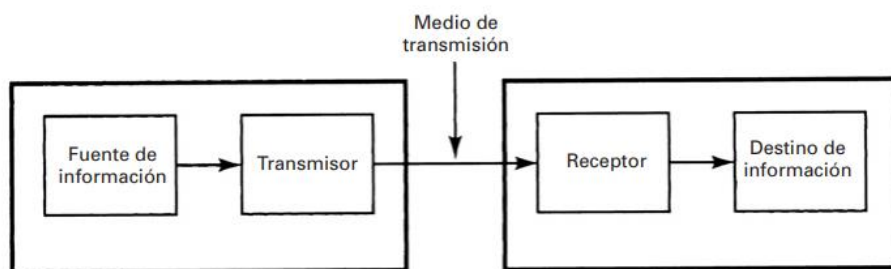 Medio de
transmisión
Fuente de
información
Transmisor
Receptor
Destino de
información